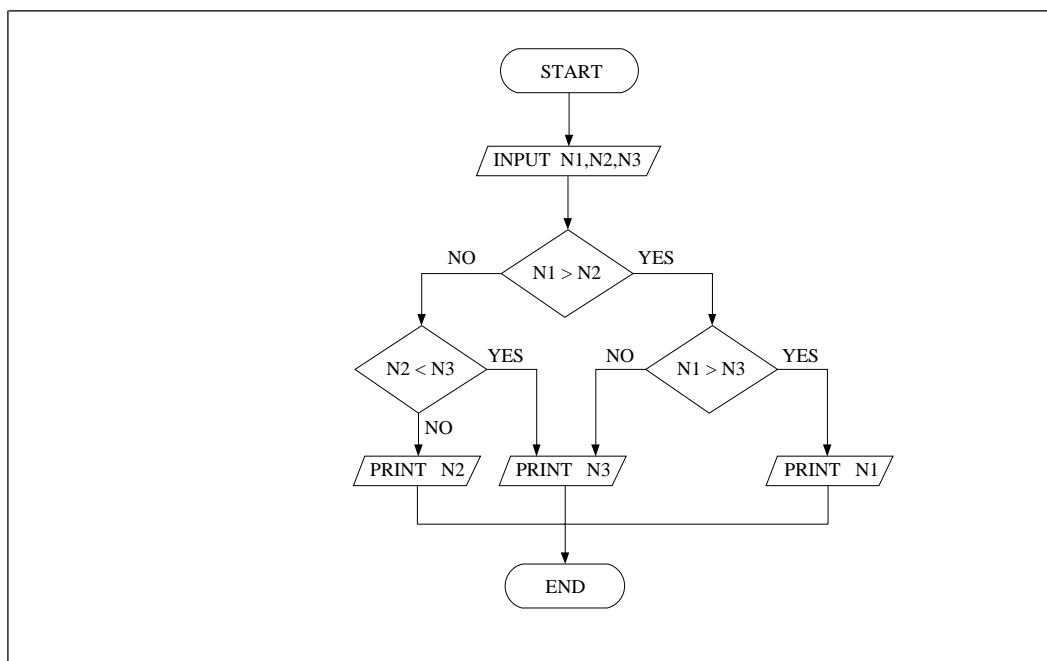 START
INPUT N1,N2,N3
NO
YES
N1 > N2
N2 < N3
YES
NO
N1 > N3
YES
NO
PRINT N2
PRINT N3
PRINT N1
END